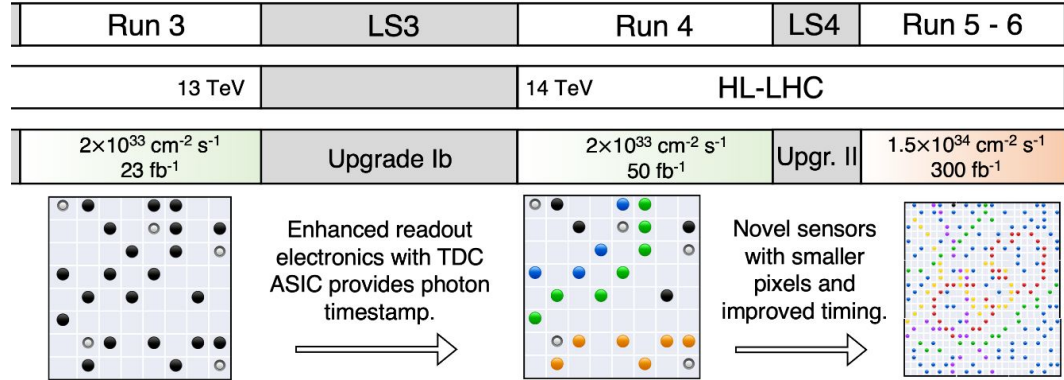 Run 3 LS3 Run 4 LS4 Run 5 - 6
13 TeV 14 TeV HL-LHC
2×10³³ cm⁻² s⁻¹
23 fb⁻¹
Upgrade Ib
2×10³³ cm⁻² s⁻¹
50 fb⁻¹
Upgr. II
1.5×10³⁴ cm⁻² s⁻¹
300 fb⁻¹
Enhanced readout
electronics with TDC
ASIC provides photon
timestamp.
Novel sensors
with smaller
pixels and
improved timing.